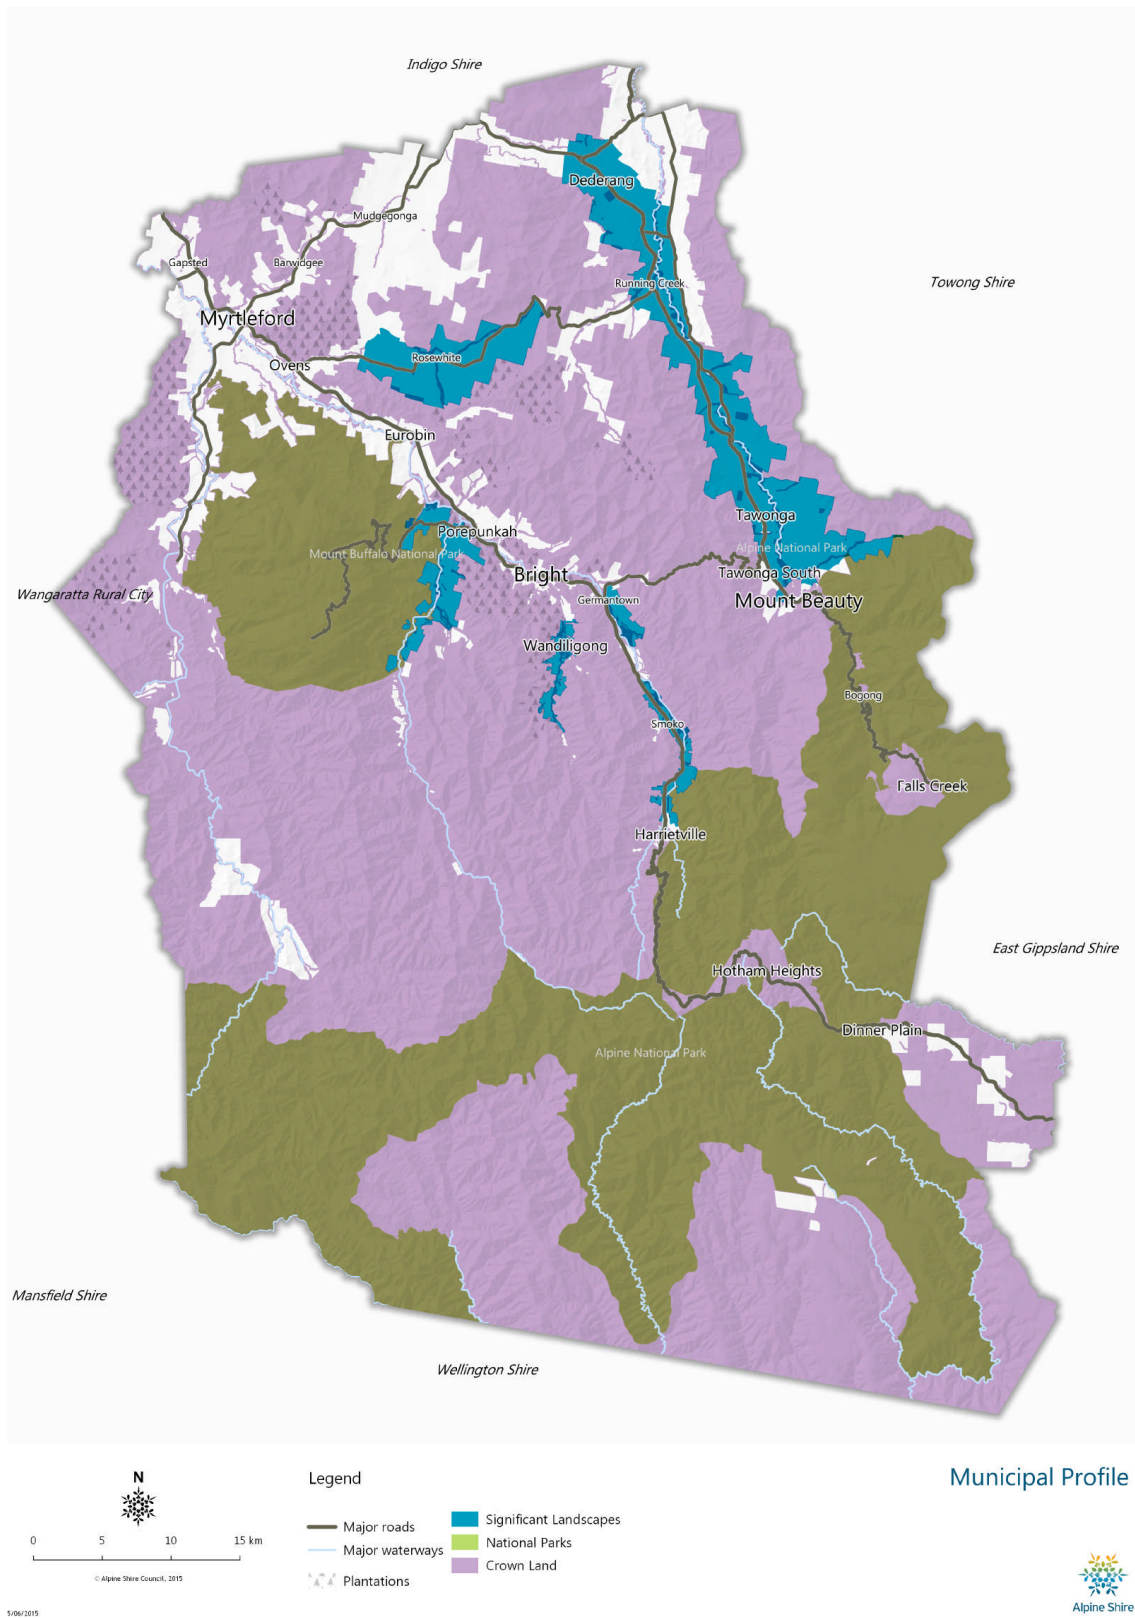 Indigo Shire
Dederang
Mudgegonga
Gapsted
Barwidgee
Running Creek
Towong Shire
Myrtleford
Rosewhite
Ovens
Eurobin
Tawonga
Porepunkah
Alpine National Park
Mount Buffalo National Park
Bright
Tawonga South
Wangaratta Rural City
Germantown
Mount Beauty
Wandiligong
Bogong
Smoko
Falls Creek
Harrietville
East Gippsland Shire
Hotham Heights
Dinner Plain
Alpine National Park
Mansfield Shire
Wellington Shire
Municipal Profile
N
Legend
Major roads
Major waterways
Plantations
Significant Landscapes
National Parks
Crown Land
0 5 10 15 km
© Alpine Shire Council, 2015
Alpine Shire
5/06/2015